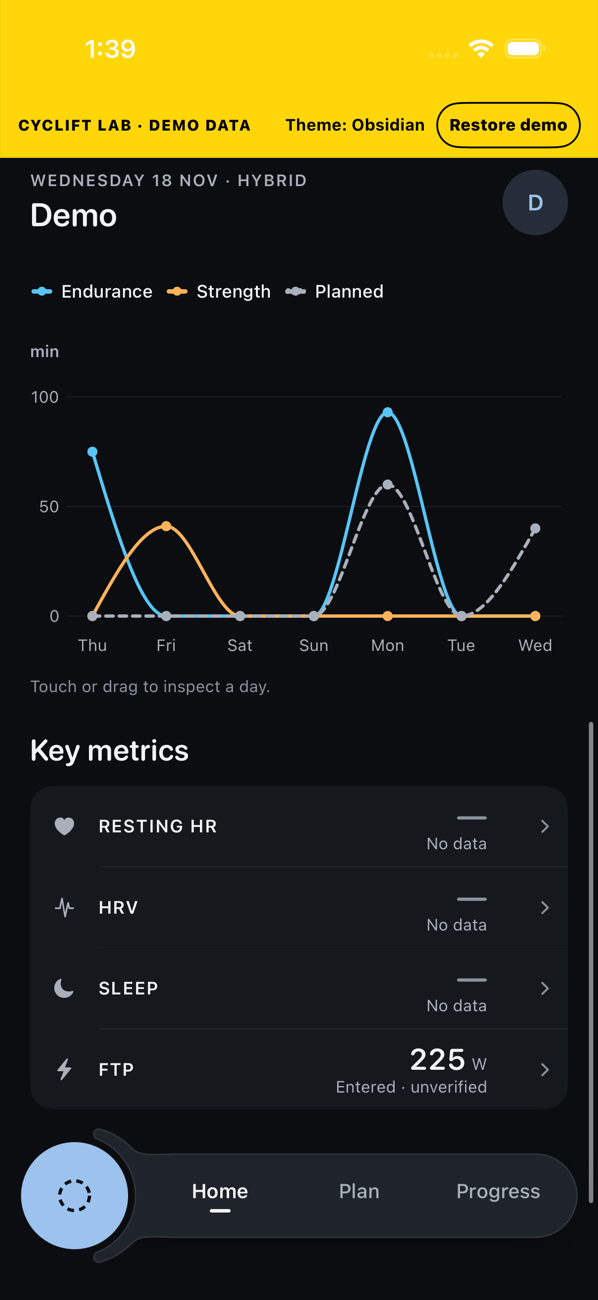 1:39
CYCLIFT LAB · DEMO DATA Theme: Obsidian Restore demo
WEDNESDAY 18 NOV · HYBRID
Demo
D
Endurance Strength Planned
min
100
50
0
Thu Fri Sat Sun Mon Tue Wed
Touch or drag to inspect a day.
Key metrics
RESTING HR
No data
HRV
No data
SLEEP
No data
FTP 225 W
Entered · unverified
Home Plan Progress